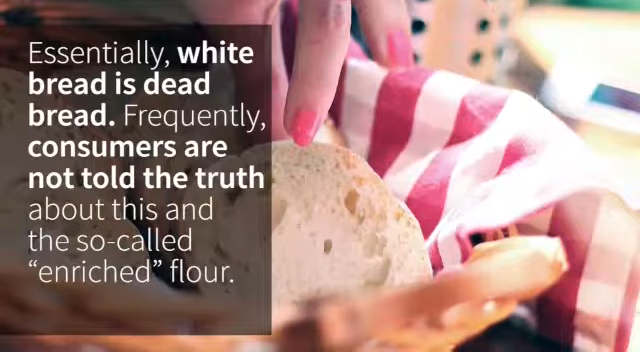 Essentially, white
bread is dead
bread. Frequently,
consumers are
not told the truth
about this and
the so-called
“enriched” flour.